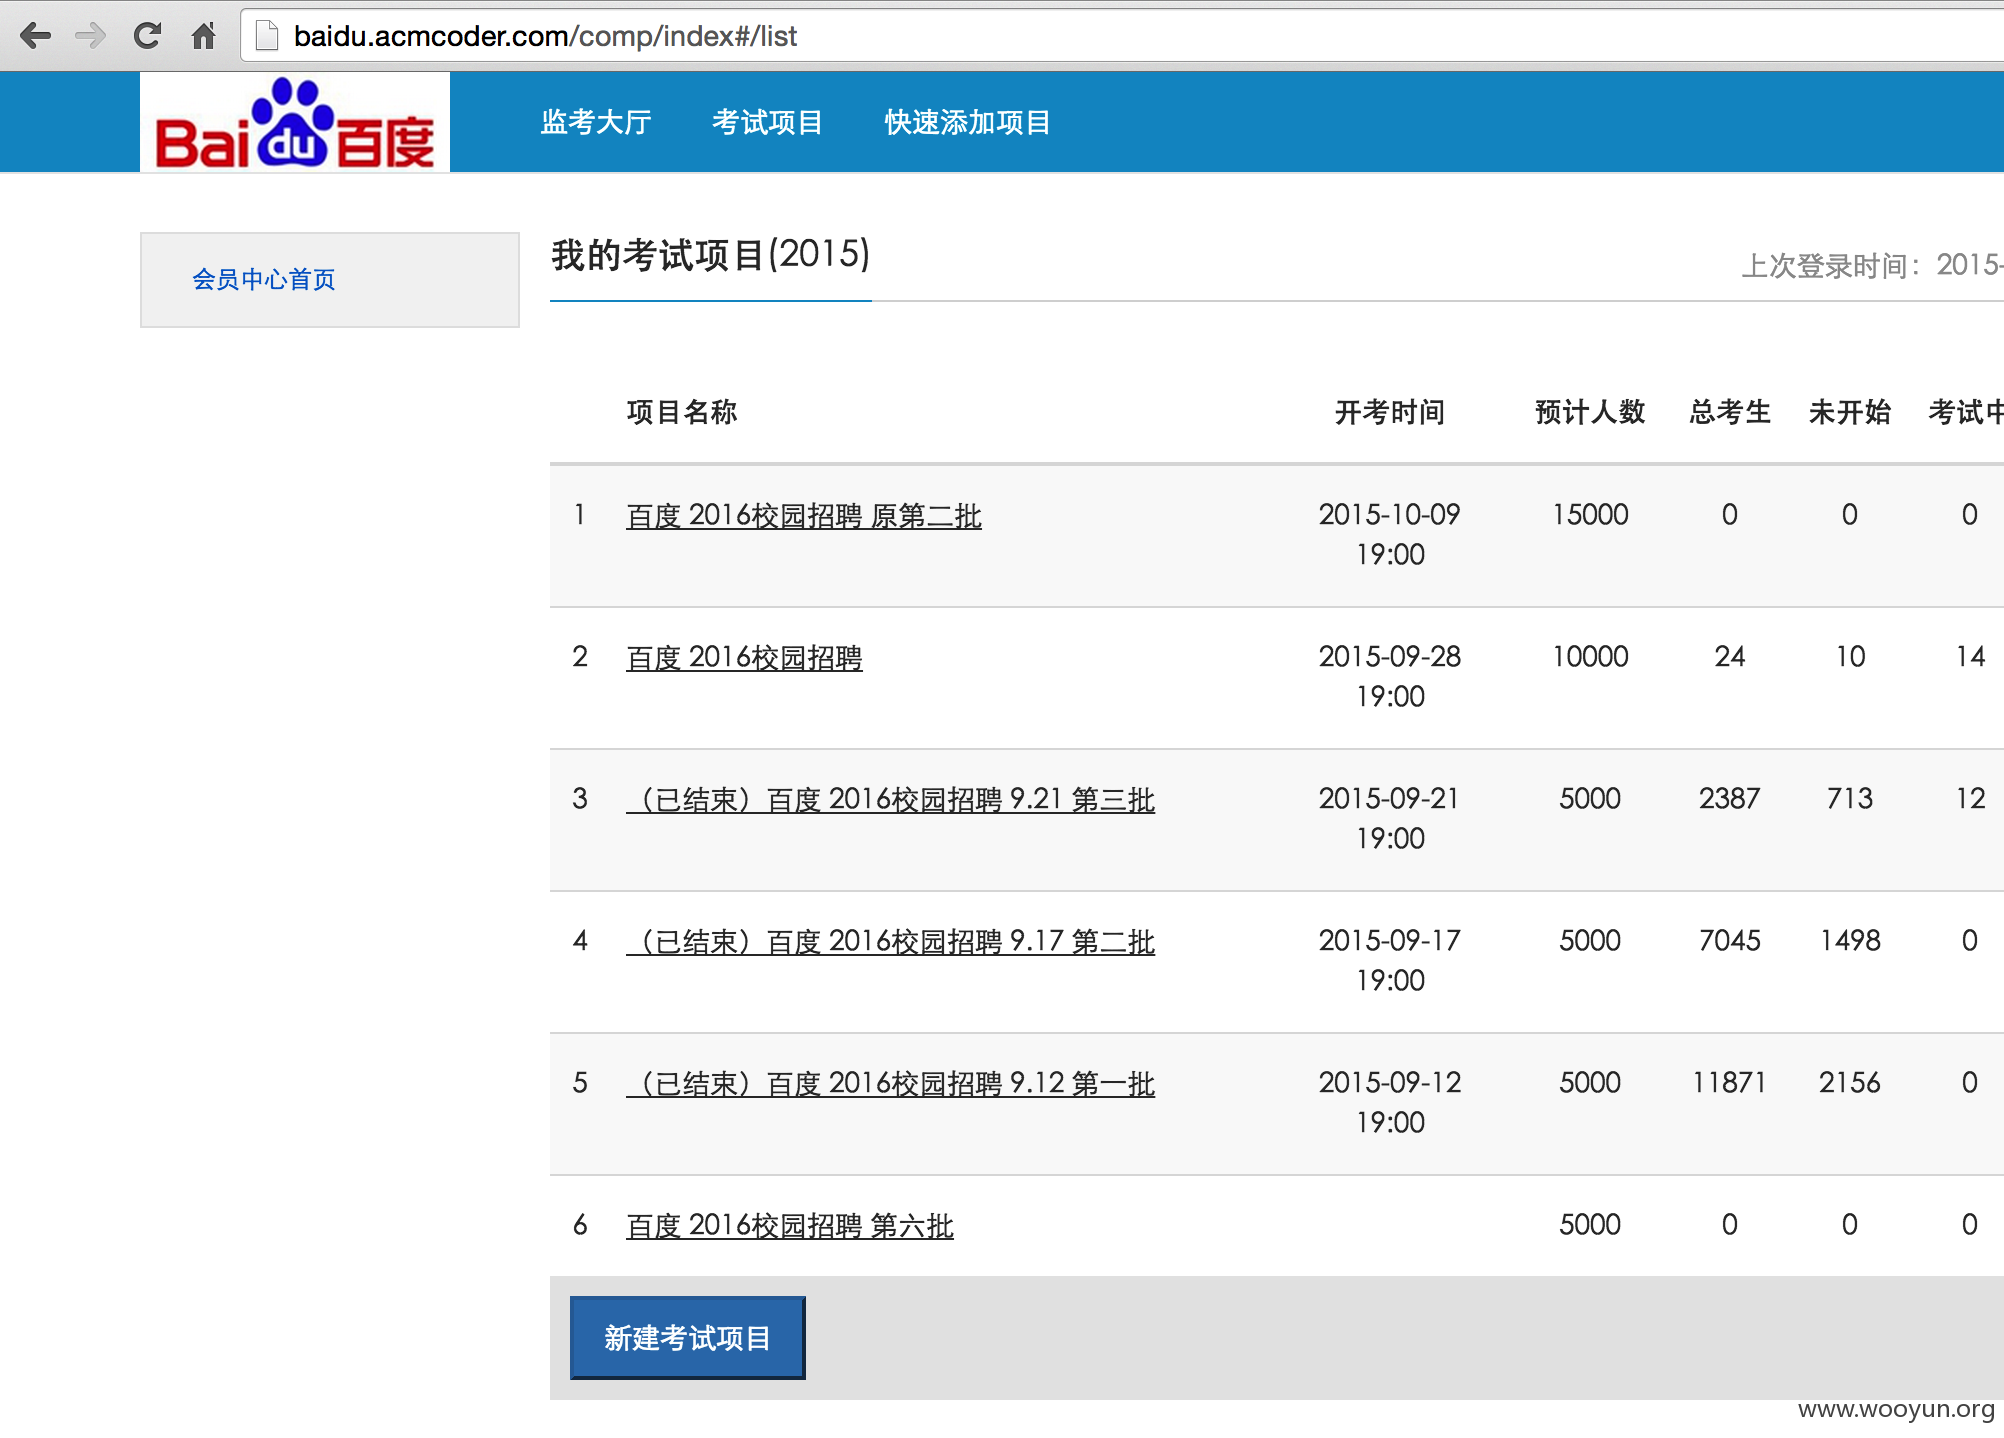 baidu.acmcoder.com/comp/index#/list
Bai du 百度
监考大厅 考试项目 快速添加项目
会员中心首页
我的考试项目(2015)
上次登录时间：2015-
项目名称 开考时间 预计人数 总考生 未开始 考试中
1 百度 2016校园招聘 原第二批 2015-10-09 15000 0 0 0
19:00
2 百度 2016校园招聘 2015-09-28 10000 24 10 14
19:00
3 （已结束）百度 2016校园招聘 9.21 第三批 2015-09-21 5000 2387 713 12
19:00
4 （已结束）百度 2016校园招聘 9.17 第二批 2015-09-17 5000 7045 1498 0
19:00
5 （已结束）百度 2016校园招聘 9.12 第一批 2015-09-12 5000 11871 2156 0
19:00
6 百度 2016校园招聘 第六批 5000 0 0 0
新建考试项目
www.wooyun.org